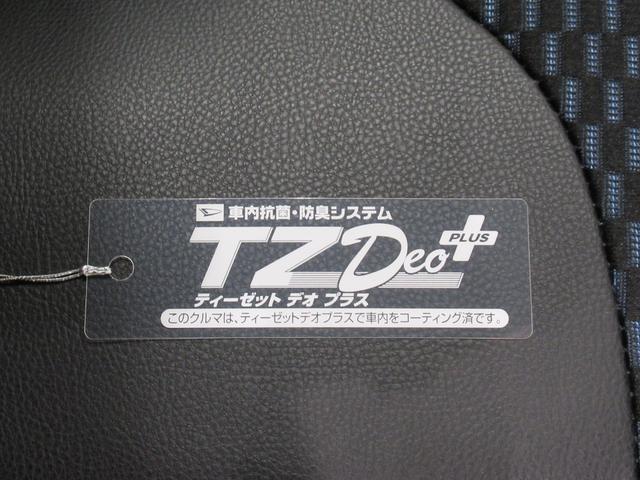 車内抗菌・防臭システム
TZ Deo PLUS
ティーゼット デオ プラス
このクルマは、ティーゼットデオプラスで車内をコーティング済です。